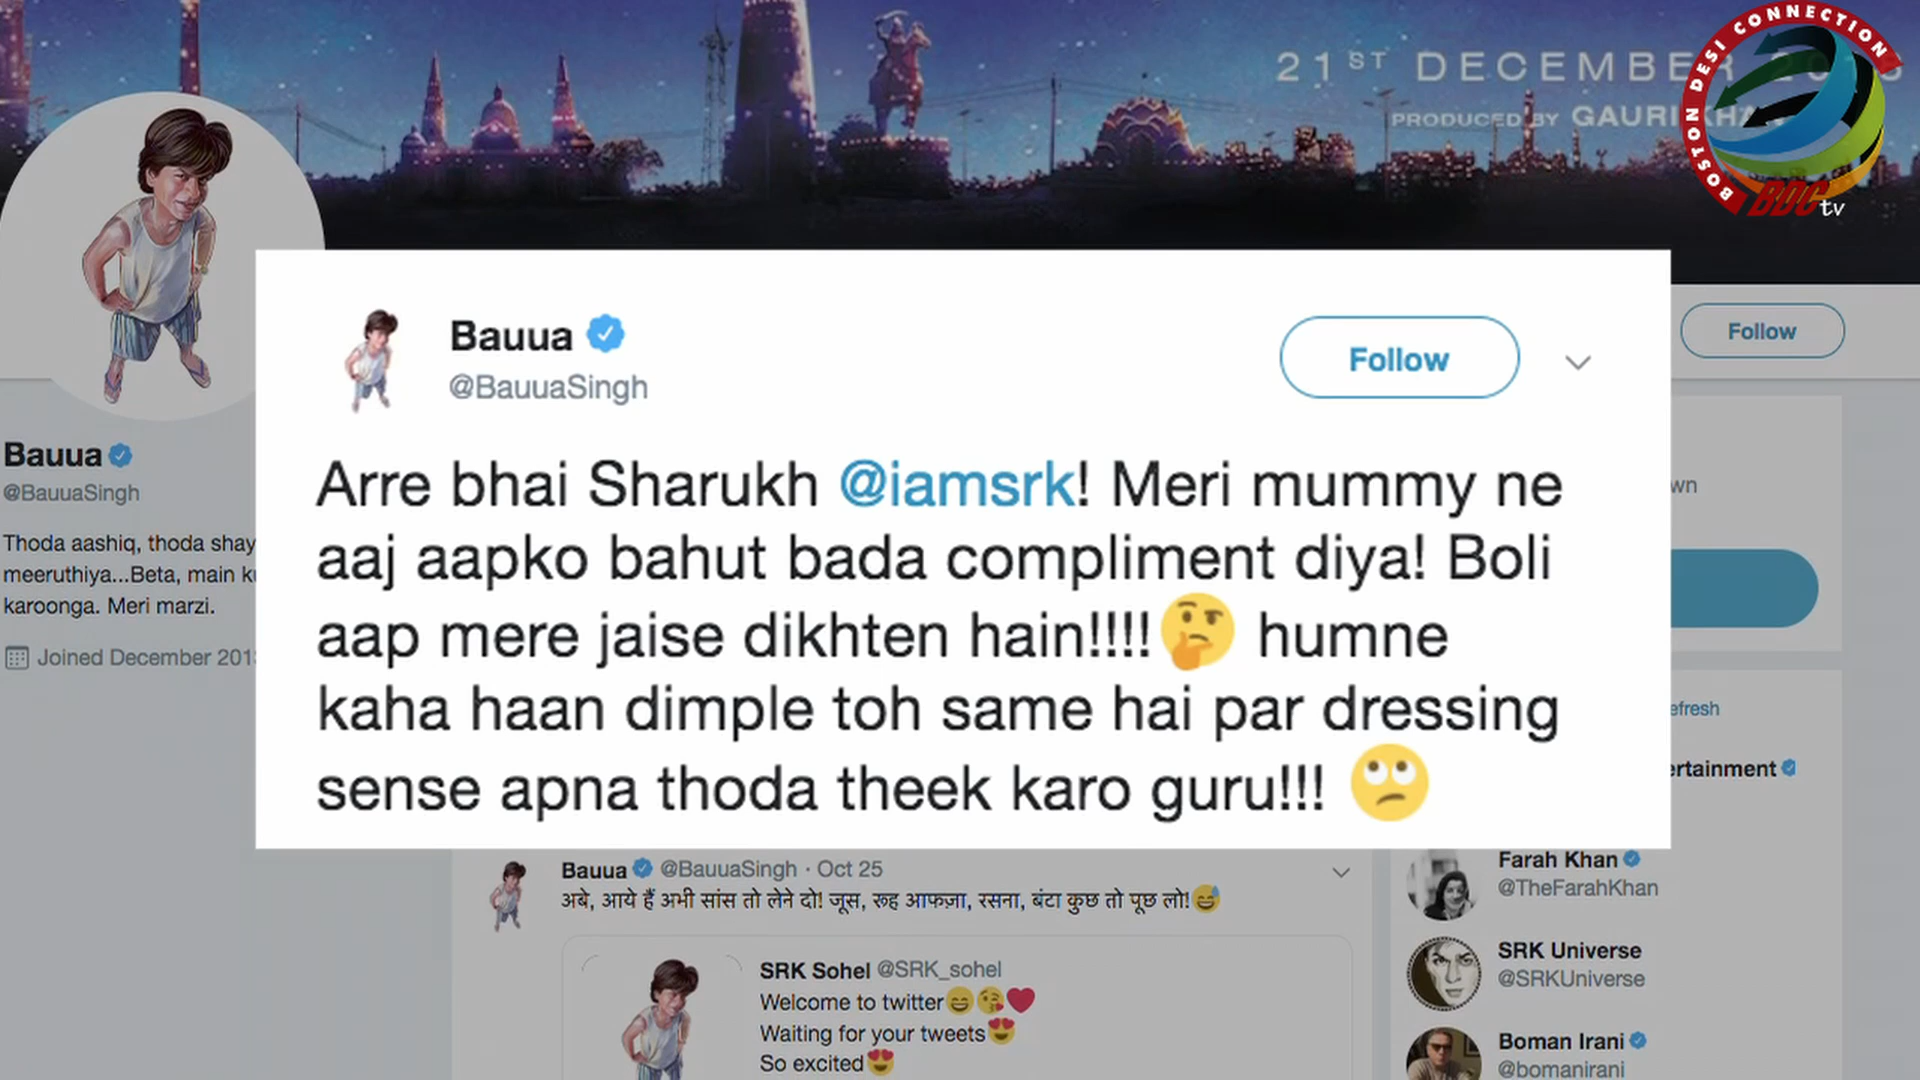 21ST DECEMBER
PRODUCED BY GAURI KHAN
BOSTON DESI CONNECTION
BDC tv
Follow
Bauua
@BauuaSingh
Thoda aashiq, thoda shay
meeruthiya...Beta, main
karoonga. Meri marzi.
Joined December 201
Bauua
@BauuaSingh
Follow
Arre bhai Sharukh @iamsrk! Meri mummy ne
aaj aapko bahut bada compliment diya! Boli
aap mere jaise dikhten hain!!!!🤔 humne
kaha haan dimple toh same hai par dressing
sense apna thoda theek karo guru!!! 🙄
wn
efresh
ertainment
Bauua @BauuaSingh · Oct 25
अबे, आये हैं अभी सांस तो लेने दो! जूस, रूह आफज़ा, रसना, बंटा कुछ तो पूछ लो!😅
SRK Sohel @SRK_sohel
Welcome to twitter😄😘❤️
Waiting for your tweets😍
So excited😍
Farah Khan
@TheFarahKhan
SRK Universe
@SRKUniverse
Boman Irani
@bomanirani